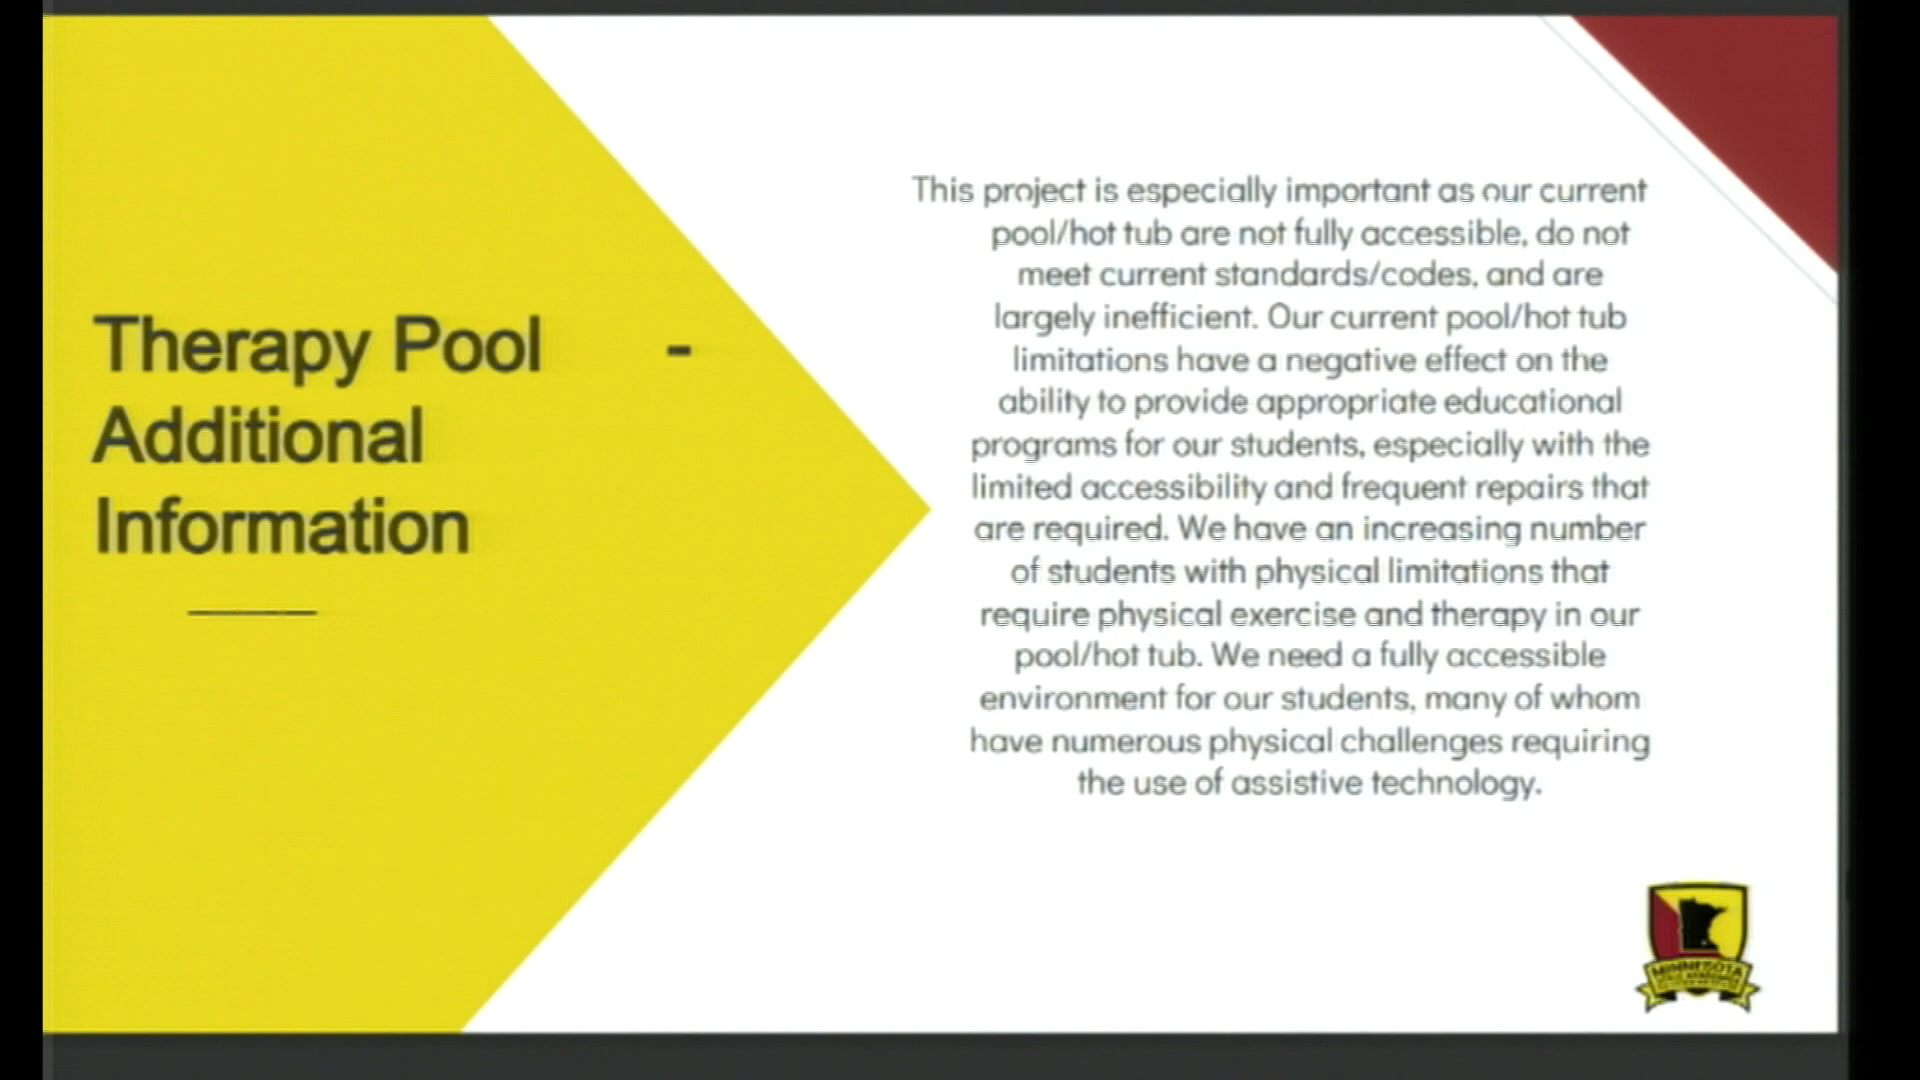 Therapy Pool -
Additional
Information
This project is especially important as our current
pool/hot tub are not fully accessible, do not
meet current standards/codes, and are
largely inefficient. Our current pool/hot tub
limitations have a negative effect on the
ability to provide appropriate educational
programs for our students, especially with the
limited accessibility and frequent repairs that
are required. We have an increasing number
of students with physical limitations that
require physical exercise and therapy in our
pool/hot tub. We need a fully accessible
environment for our students, many of whom
have numerous physical challenges requiring
the use of assistive technology.
MINNESOTA